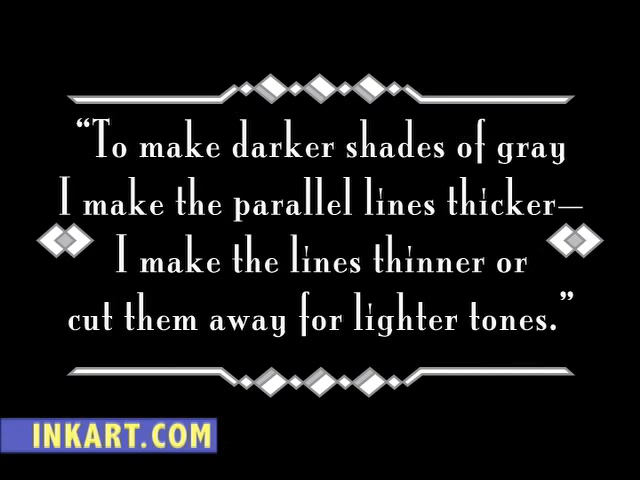 “To make darker shades of gray
I make the parallel lines thicker—
I make the lines thinner or
cut them away for lighter tones.”
INKART.COM